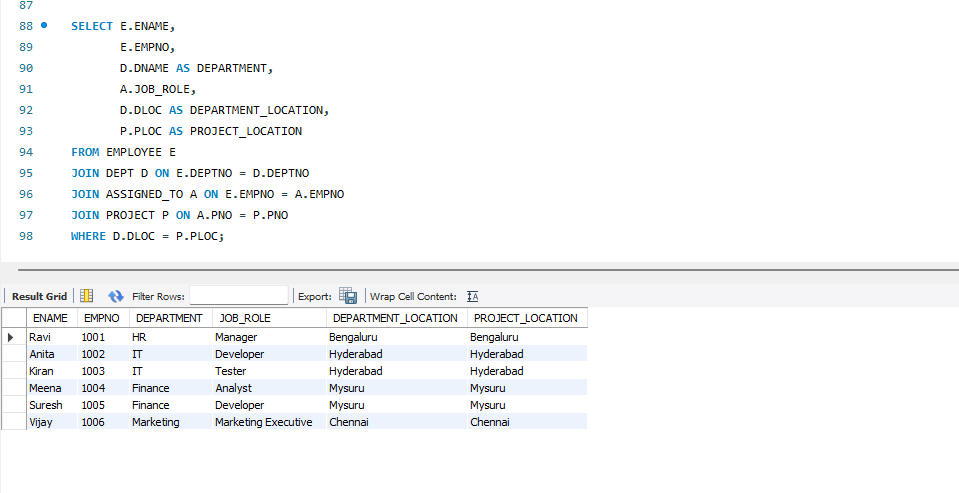 87
88 SELECT E.ENAME,
89 E.EMPNO,
90 D.DNAME AS DEPARTMENT,
91 A.JOB_ROLE,
92 D.DLOC AS DEPARTMENT_LOCATION,
93 P.PLOC AS PROJECT_LOCATION
94 FROM EMPLOYEE E
95 JOIN DEPT D ON E.DEPTNO = D.DEPTNO
96 JOIN ASSIGNED_TO A ON E.EMPNO = A.EMPNO
97 JOIN PROJECT P ON A.PNO = P.PNO
98 WHERE D.DLOC = P.PLOC;
Result Grid Filter Rows: Export: Wrap Cell Content: IA
ENAME EMPNO DEPARTMENT JOB_ROLE DEPARTMENT_LOCATION PROJECT_LOCATION
Ravi 1001 HR Manager Bengaluru Bengaluru
Anita 1002 IT Developer Hyderabad Hyderabad
Kiran 1003 IT Tester Hyderabad Hyderabad
Meena 1004 Finance Analyst Mysuru Mysuru
Suresh 1005 Finance Developer Mysuru Mysuru
Vijay 1006 Marketing Marketing Executive Chennai Chennai